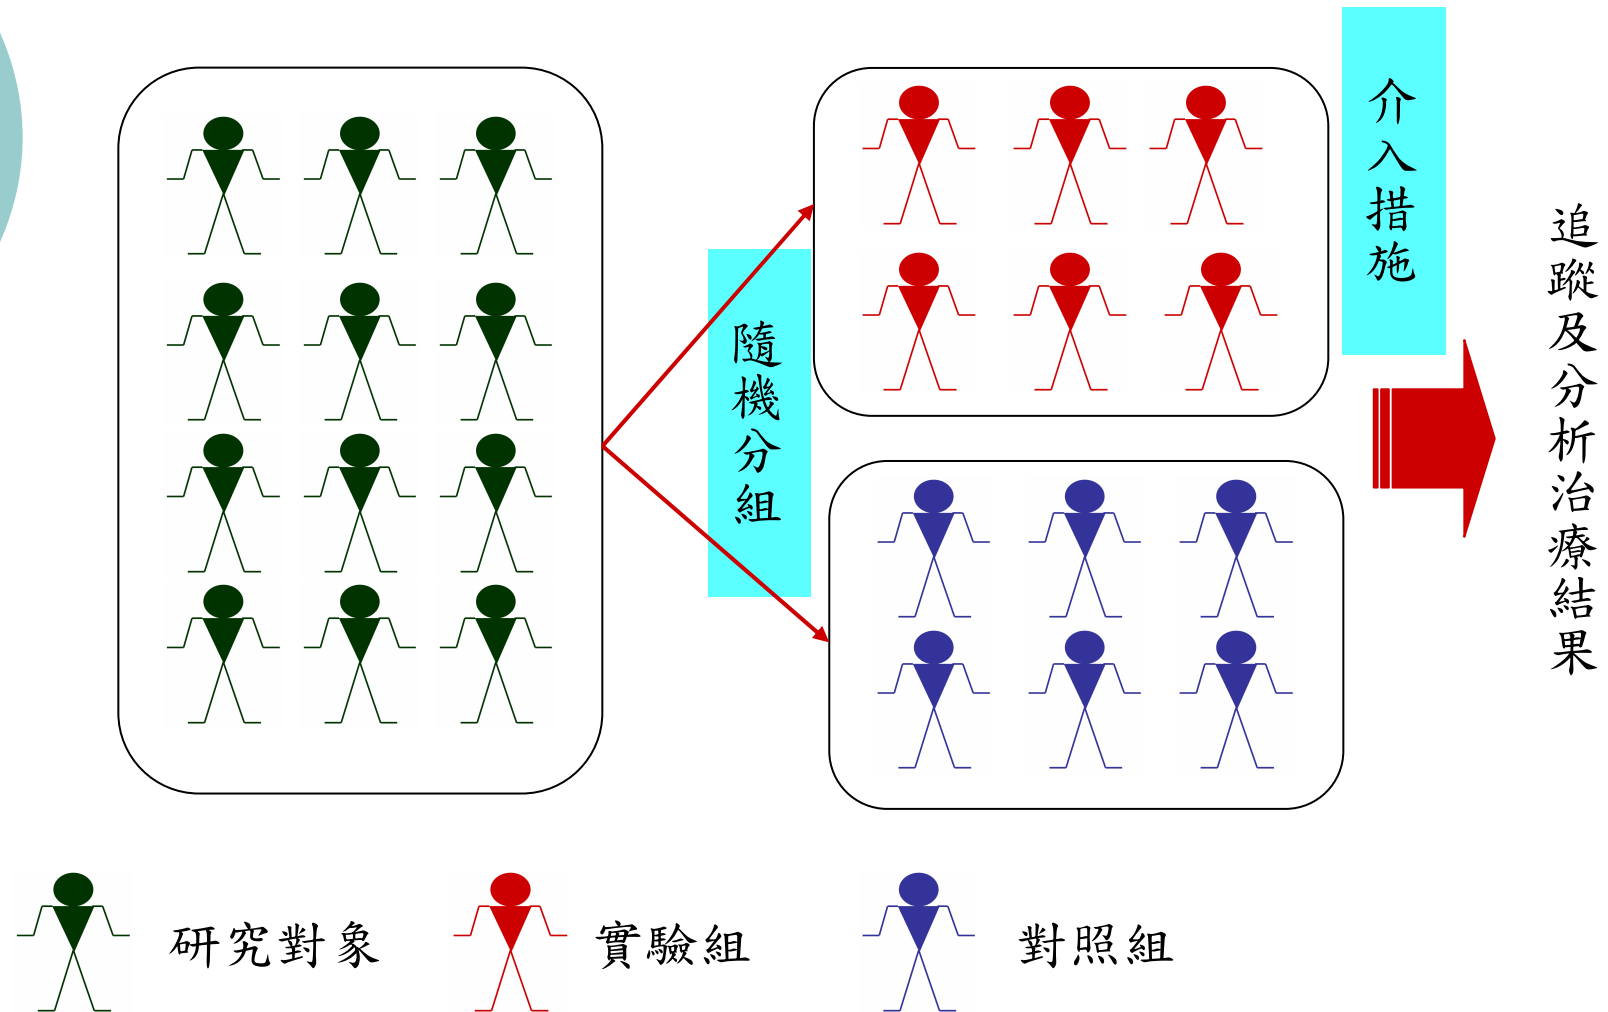 隨機分組
介入措施
追蹤及分析治療結果
研究對象
實驗組
對照組